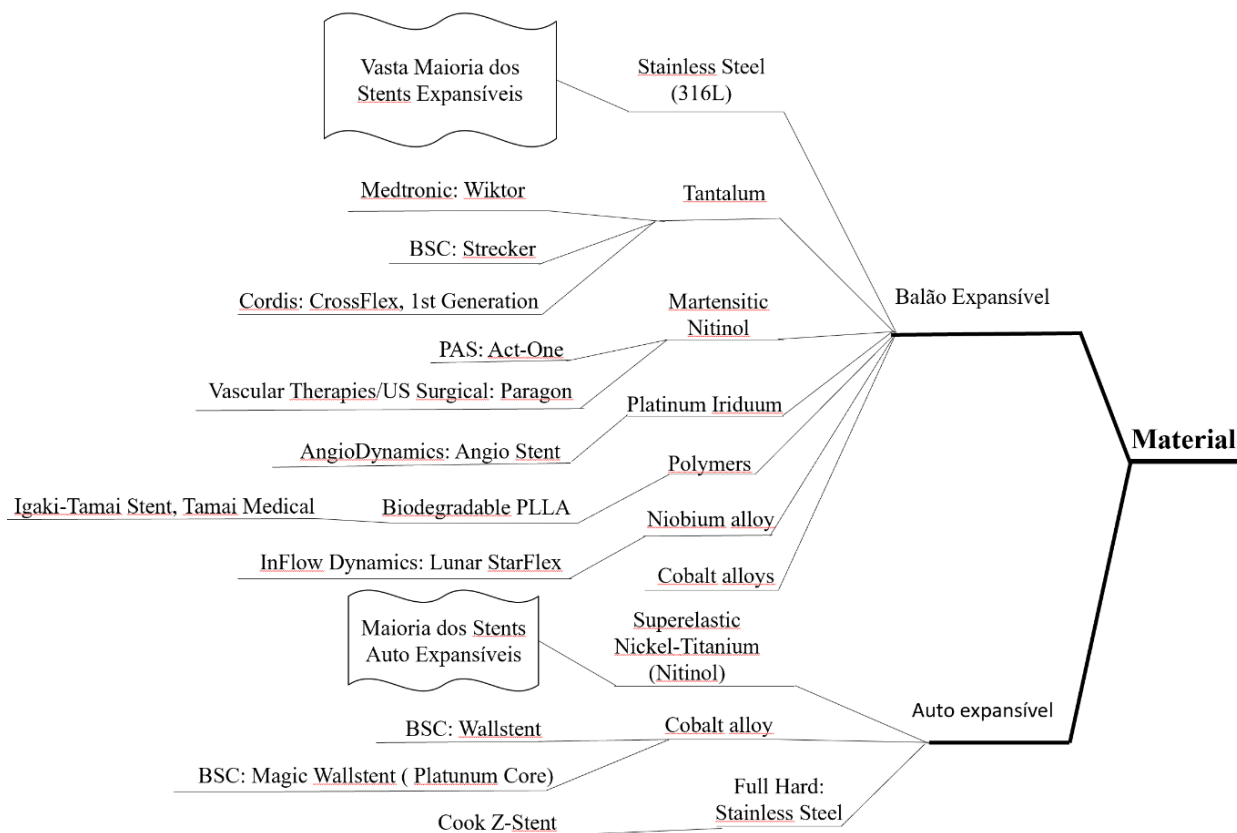 Vasta Maioria dos
Stents Expansíveis
Stainless Steel
(316L)
Medtronic: Wiktor
Tantalum
BSC: Strecker
Cordis: CrossFlex, 1st Generation
Balão Expansível
Martensitic
Nitinol
PAS: Act-One
Vascular Therapies/US Surgical: Paragon
Platinum Iriduum
AngioDynamics: Angio Stent
Material
Polymers
Igaki-Tamai Stent, Tamai Medical
Biodegradable PLLA
Niobium alloy
InFlow Dynamics: Lunar StarFlex
Cobalt alloys
Maioria dos Stents
Auto Expansíveis
Superelastic
Nickel-Titanium
(Nitinol)
Auto expansível
BSC: Wallstent
Cobalt alloy
BSC: Magic Wallstent ( Platunum Core)
Full Hard:
Stainless Steel
Cook Z-Stent